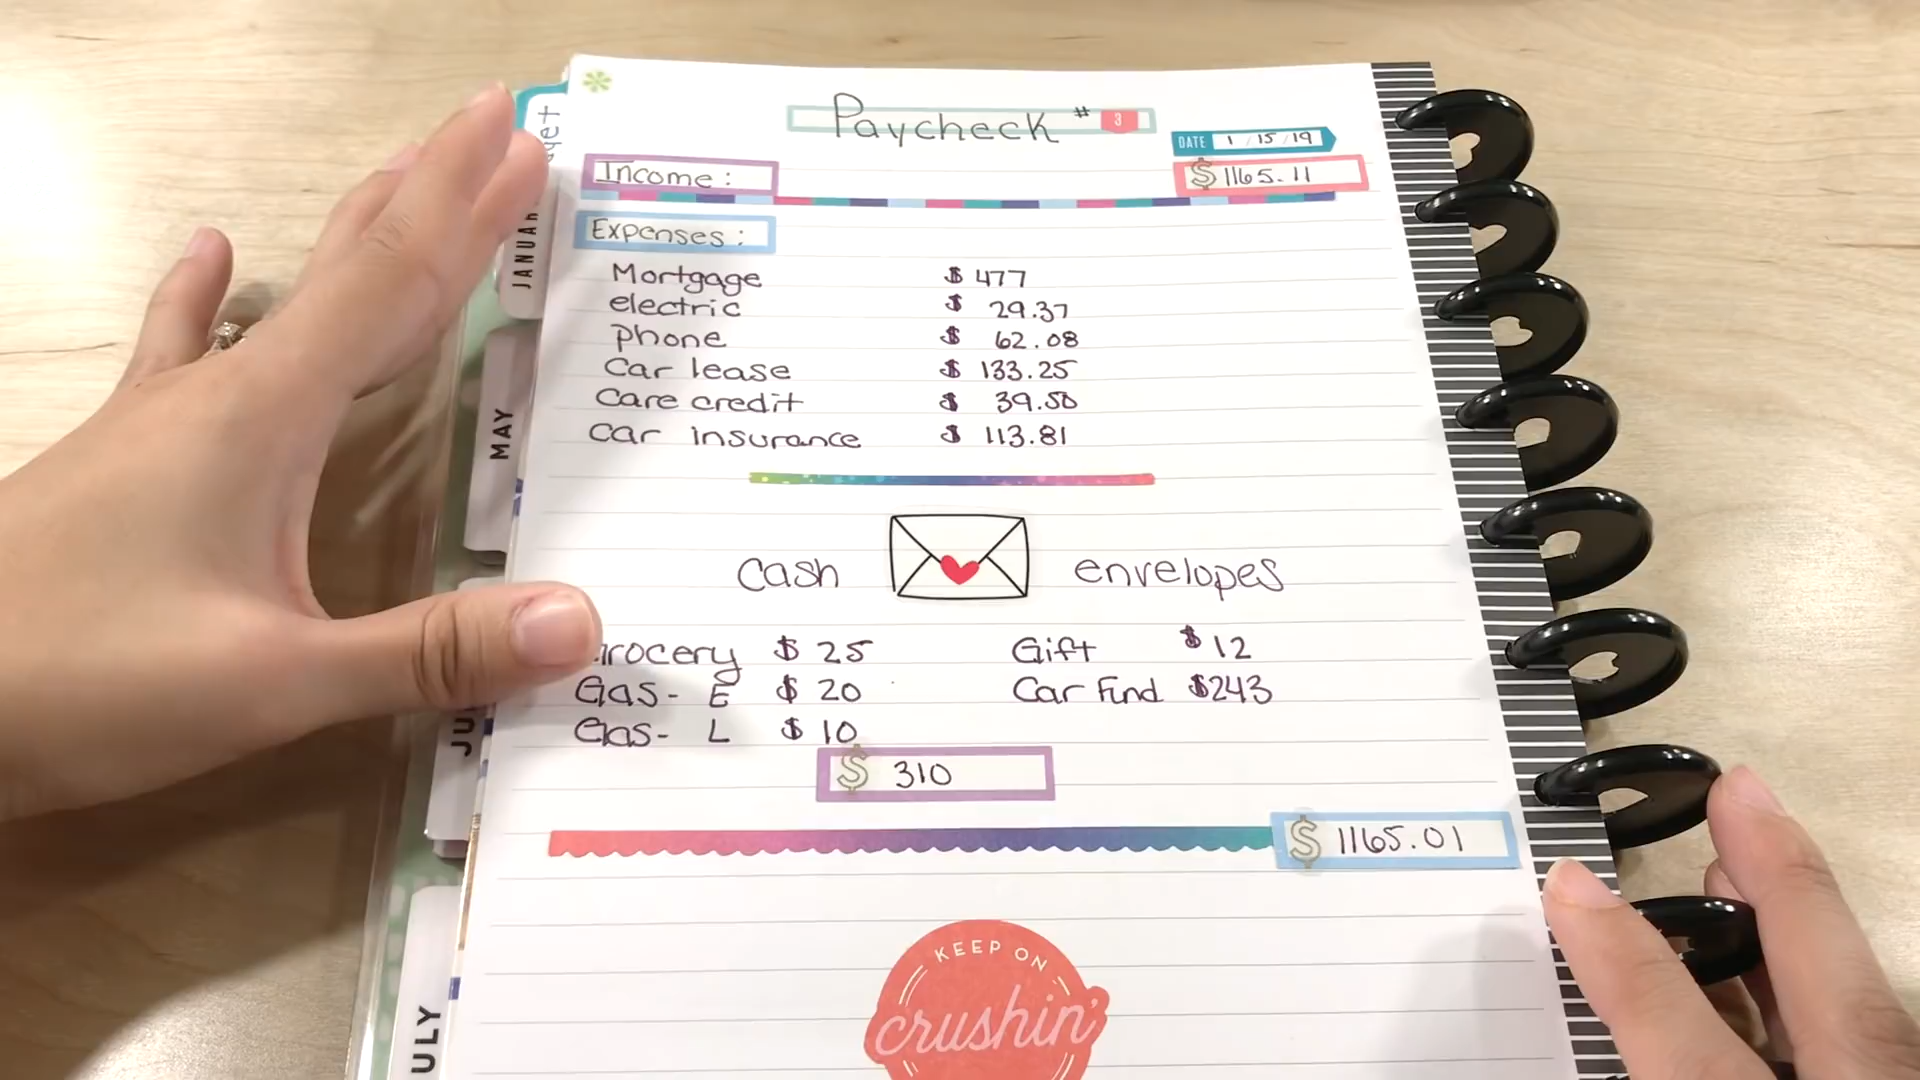 Paycheck # 3
DATE 1 / 15 / 19
Income: $ 1165.11
Expenses:
Mortgage $ 477
electric $ 29.37
phone $ 62.08
Car lease $ 133.25
Care credit $ 39.50
Car insurance $ 113.81
Cash envelopes
rocery $ 25 Gift $ 12
Gas- E $ 20 Car Fund $243
Gas- L $ 10
$ 310
$ 1165.01
KEEP ON
crushin'
JANUAR
MAY
JU
ULY